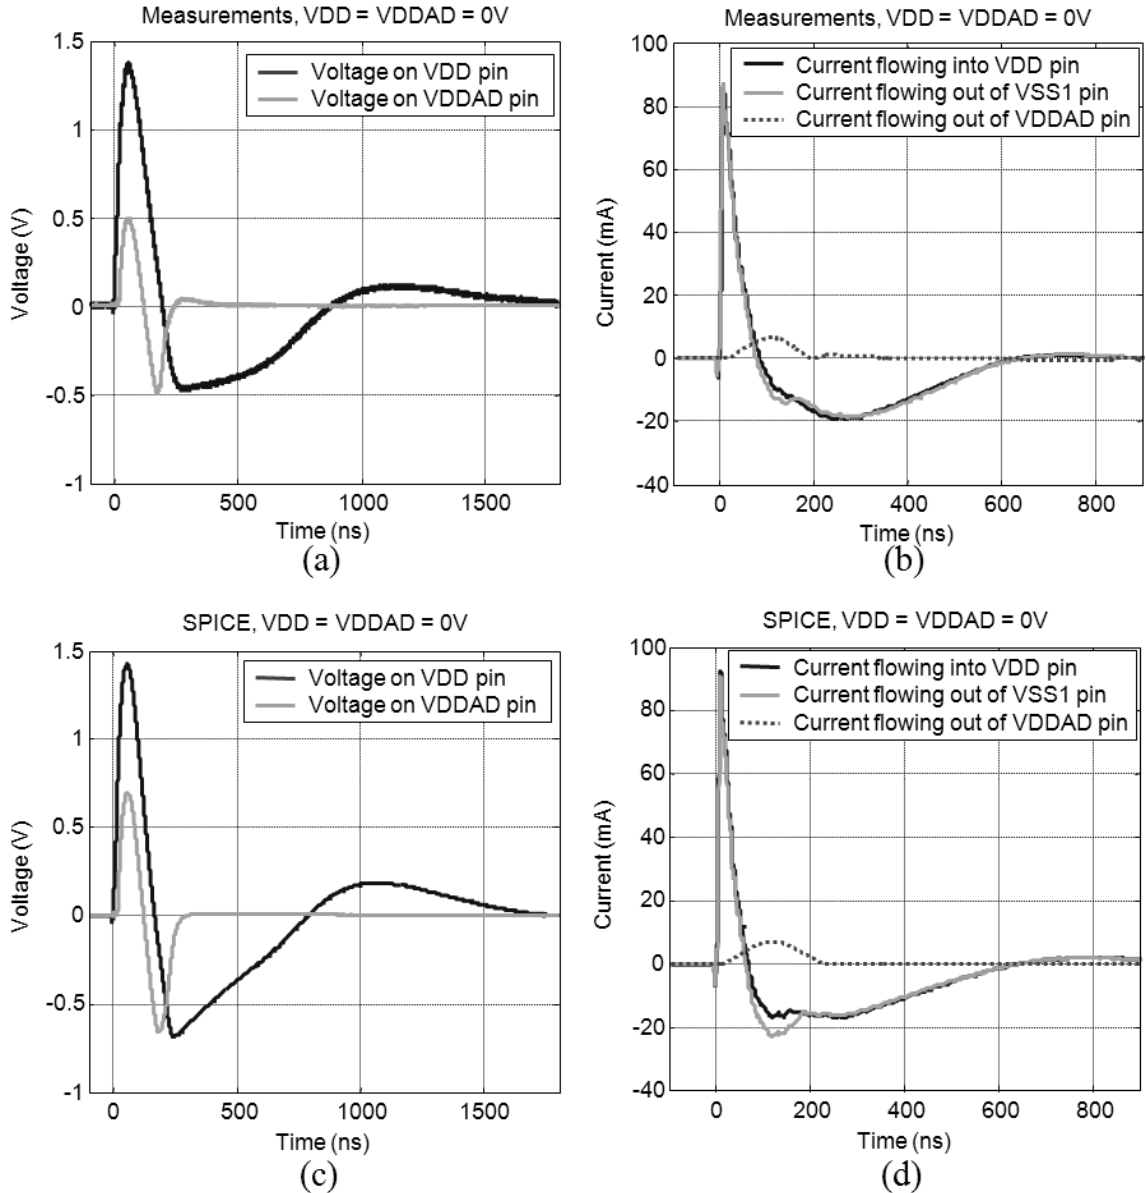 Measurements, VDD = VDDAD = 0V
Voltage on VDD pin
Voltage on VDDAD pin
1.5
1
0.5
0
-0.5
-1
Voltage (V)
0
500
1000
1500
Time (ns)
(a)
Measurements, VDD = VDDAD = 0V
Current flowing into VDD pin
Current flowing out of VSS1 pin
Current flowing out of VDDAD pin
100
80
60
40
20
0
-20
-40
Current (mA)
0
200
400
600
800
Time (ns)
(b)
SPICE, VDD = VDDAD = 0V
Voltage on VDD pin
Voltage on VDDAD pin
1.5
1
0.5
0
-0.5
-1
Voltage (V)
0
500
1000
1500
Time (ns)
(c)
SPICE, VDD = VDDAD = 0V
Current flowing into VDD pin
Current flowing out of VSS1 pin
Current flowing out of VDDAD pin
100
80
60
40
20
0
-20
-40
Current (mA)
0
200
400
600
800
Time (ns)
(d)